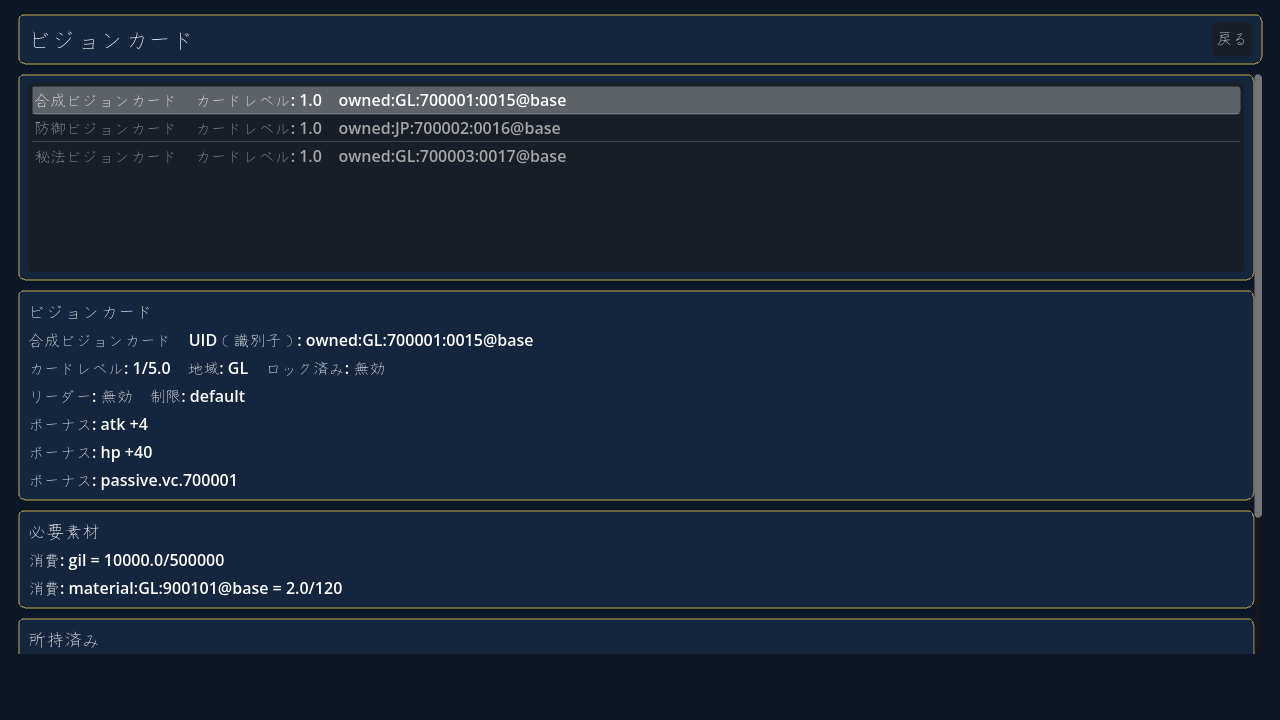 ビジョンカード
戻る
合成ビジョンカード カードレベル: 1.0 owned:GL:700001:0015@base
防御ビジョンカード カードレベル: 1.0 owned:JP:700002:0016@base
秘法ビジョンカード カードレベル: 1.0 owned:GL:700003:0017@base
ビジョンカード
合成ビジョンカード UID（識別子）: owned:GL:700001:0015@base
カードレベル: 1/5.0 地域: GL ロック済み: 無効
リーダー: 無効 制限: default
ボーナス: atk +4
ボーナス: hp +40
ボーナス: passive.vc.700001
必要素材
消費: gil = 10000.0/500000
消費: material:GL:900101@base = 2.0/120
所持済み